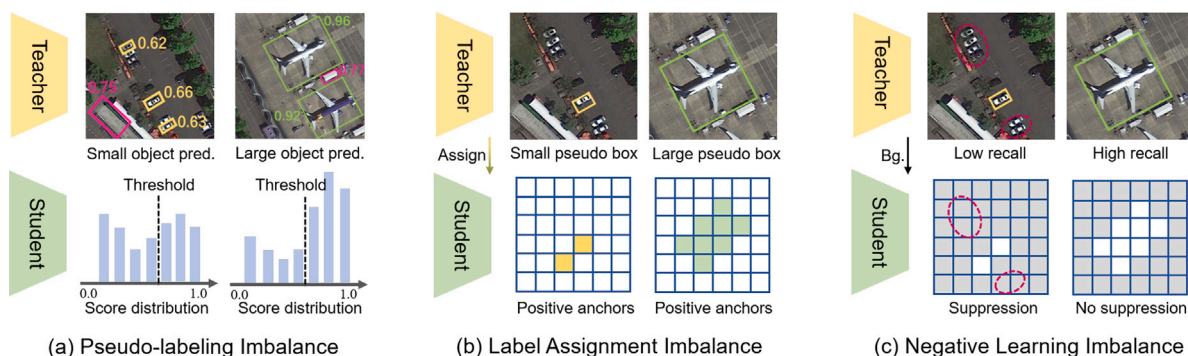 Teacher
0.62
0.66
0.63
0.75
0.96
0.77
0.92
Small object pred.
Large object pred.
Student
Threshold
Threshold
0.0
1.0
0.0
1.0
Score distribution
Score distribution
(a) Pseudo-labeling Imbalance
Teacher
Assign
Small pseudo box
Large pseudo box
Student
Positive anchors
Positive anchors
(b) Label Assignment Imbalance
Teacher
Bg.
Low recall
High recall
Student
Suppression
No suppression
(c) Negative Learning Imbalance